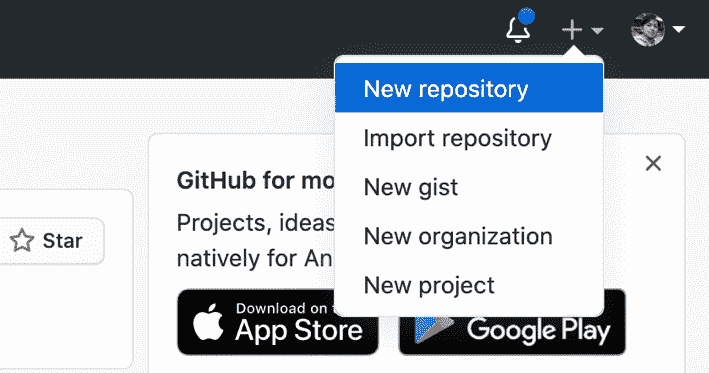 New repository
Import repository
New gist
New organization
New project
GitHub for mo
Projects, ideas
natively for An
Star
Download on t
App Store
Google Play